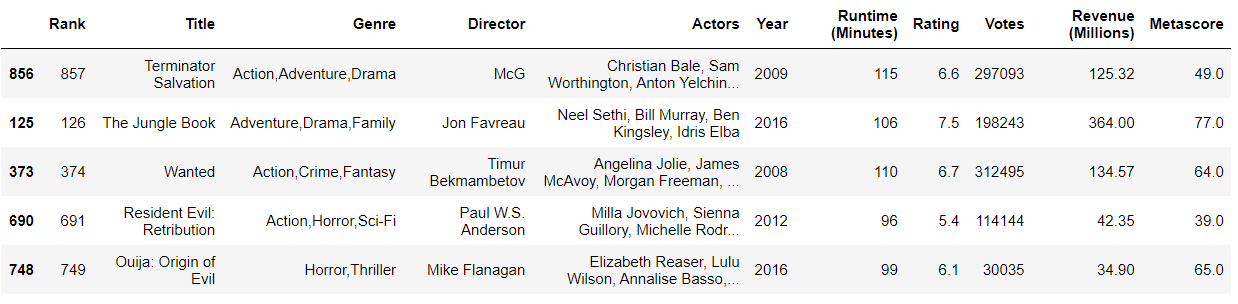 Rank Title Genre Director Actors Year Runtime (Minutes) Rating Votes Revenue (Millions) Metascore
856 857 Terminator Salvation Action,Adventure,Drama McG Christian Bale, Sam Worthington, Anton Yelchin... 2009 115 6.6 297093 125.32 49.0
125 126 The Jungle Book Adventure,Drama,Family Jon Favreau Neel Sethi, Bill Murray, Ben Kingsley, Idris Elba 2016 106 7.5 198243 364.00 77.0
373 374 Wanted Action,Crime,Fantasy Timur Bekmambetov Angelina Jolie, James McAvoy, Morgan Freeman, ... 2008 110 6.7 312495 134.57 64.0
690 691 Resident Evil: Retribution Action,Horror,Sci-Fi Paul W.S. Anderson Milla Jovovich, Sienna Guillory, Michelle Rodr... 2012 96 5.4 114144 42.35 39.0
748 749 Ouija: Origin of Evil Horror,Thriller Mike Flanagan Elizabeth Reaser, Lulu Wilson, Annalise Basso,... 2016 99 6.1 30035 34.90 65.0